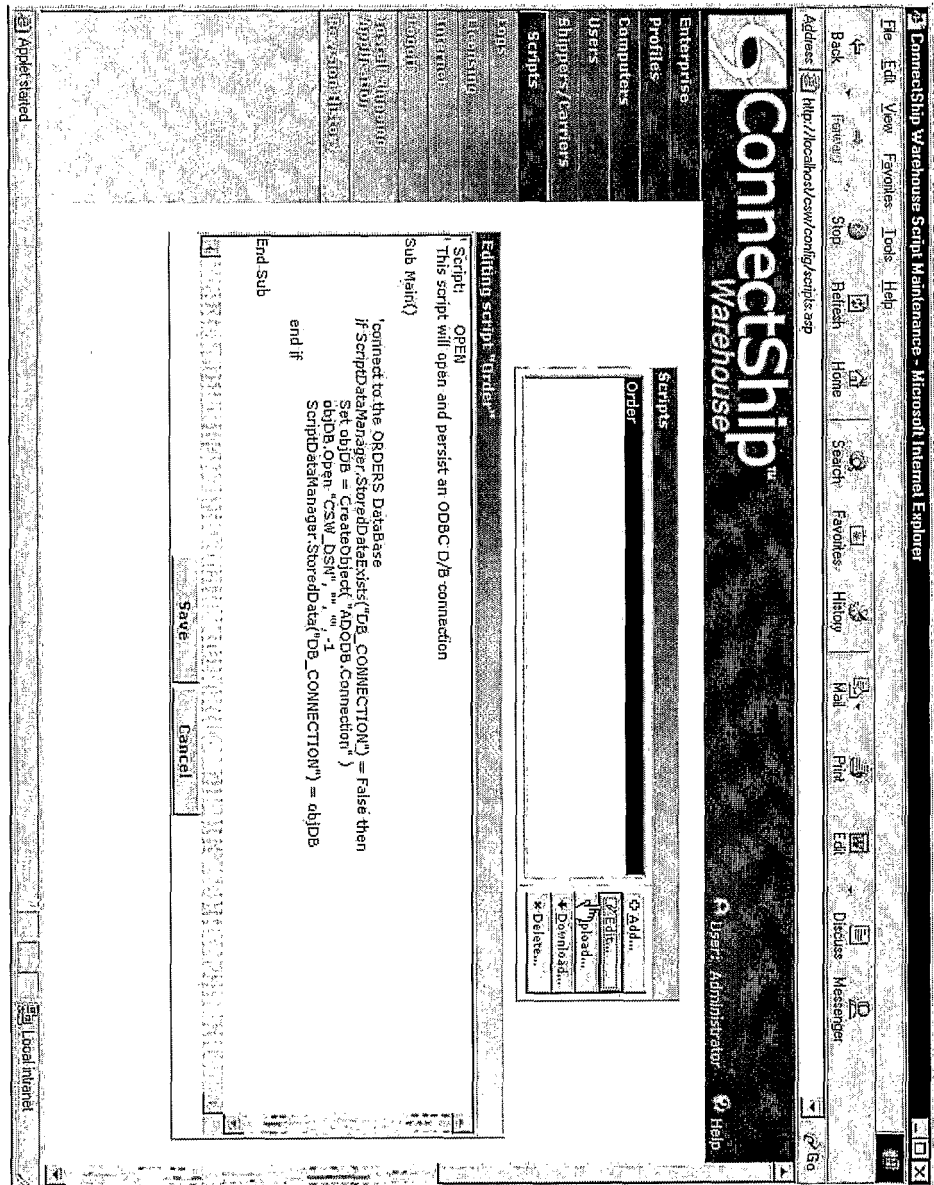 ConnectShip Warehouse Script Maintenance - Microsoft Internet Explorer
File Edit View Favorites Tools Help
Back Forward Stop Refresh Home Search Favorites History Mail Print Edit Discuss Messenger
Address http://localhost/csw/config/scripts.asp Go
ConnectShip™
Warehouse
User: Administrator Help
Enterprise
Profiles
Computers
Users
Shippers/Carriers
Scripts
Logs
Licensing
Internet
Scripts
Order
Add...
Edit...
Upload...
Download...
Delete...
Editing script "Order"
' Script: OPEN
' This script will open and persist an ODBC D/B connection
Sub Main()
'connect to the ORDERS DataBase
if ScriptDataManager.StoredDataExists("DB_CONNECTION") = False then
Set objDB = CreateObject( "ADODB.Connection" )
objDB.Open "CSW_DSN", "", "", -1
ScriptDataManager.StoredData("DB_CONNECTION") = objDB
end if
End Sub
Save Cancel
Applet started Local intranet